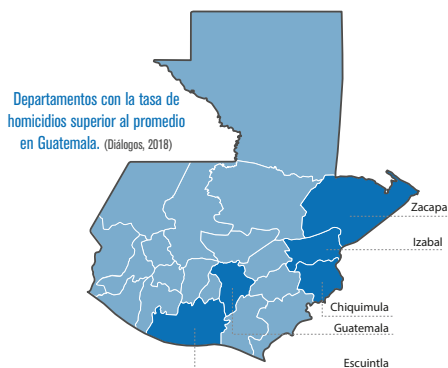 Departamentos con la tasa de
homicidios superior al promedio
en Guatemala. (Diálogos, 2018)
Zacapa
Izabal
Chiquimula
Guatemala
Escuintla